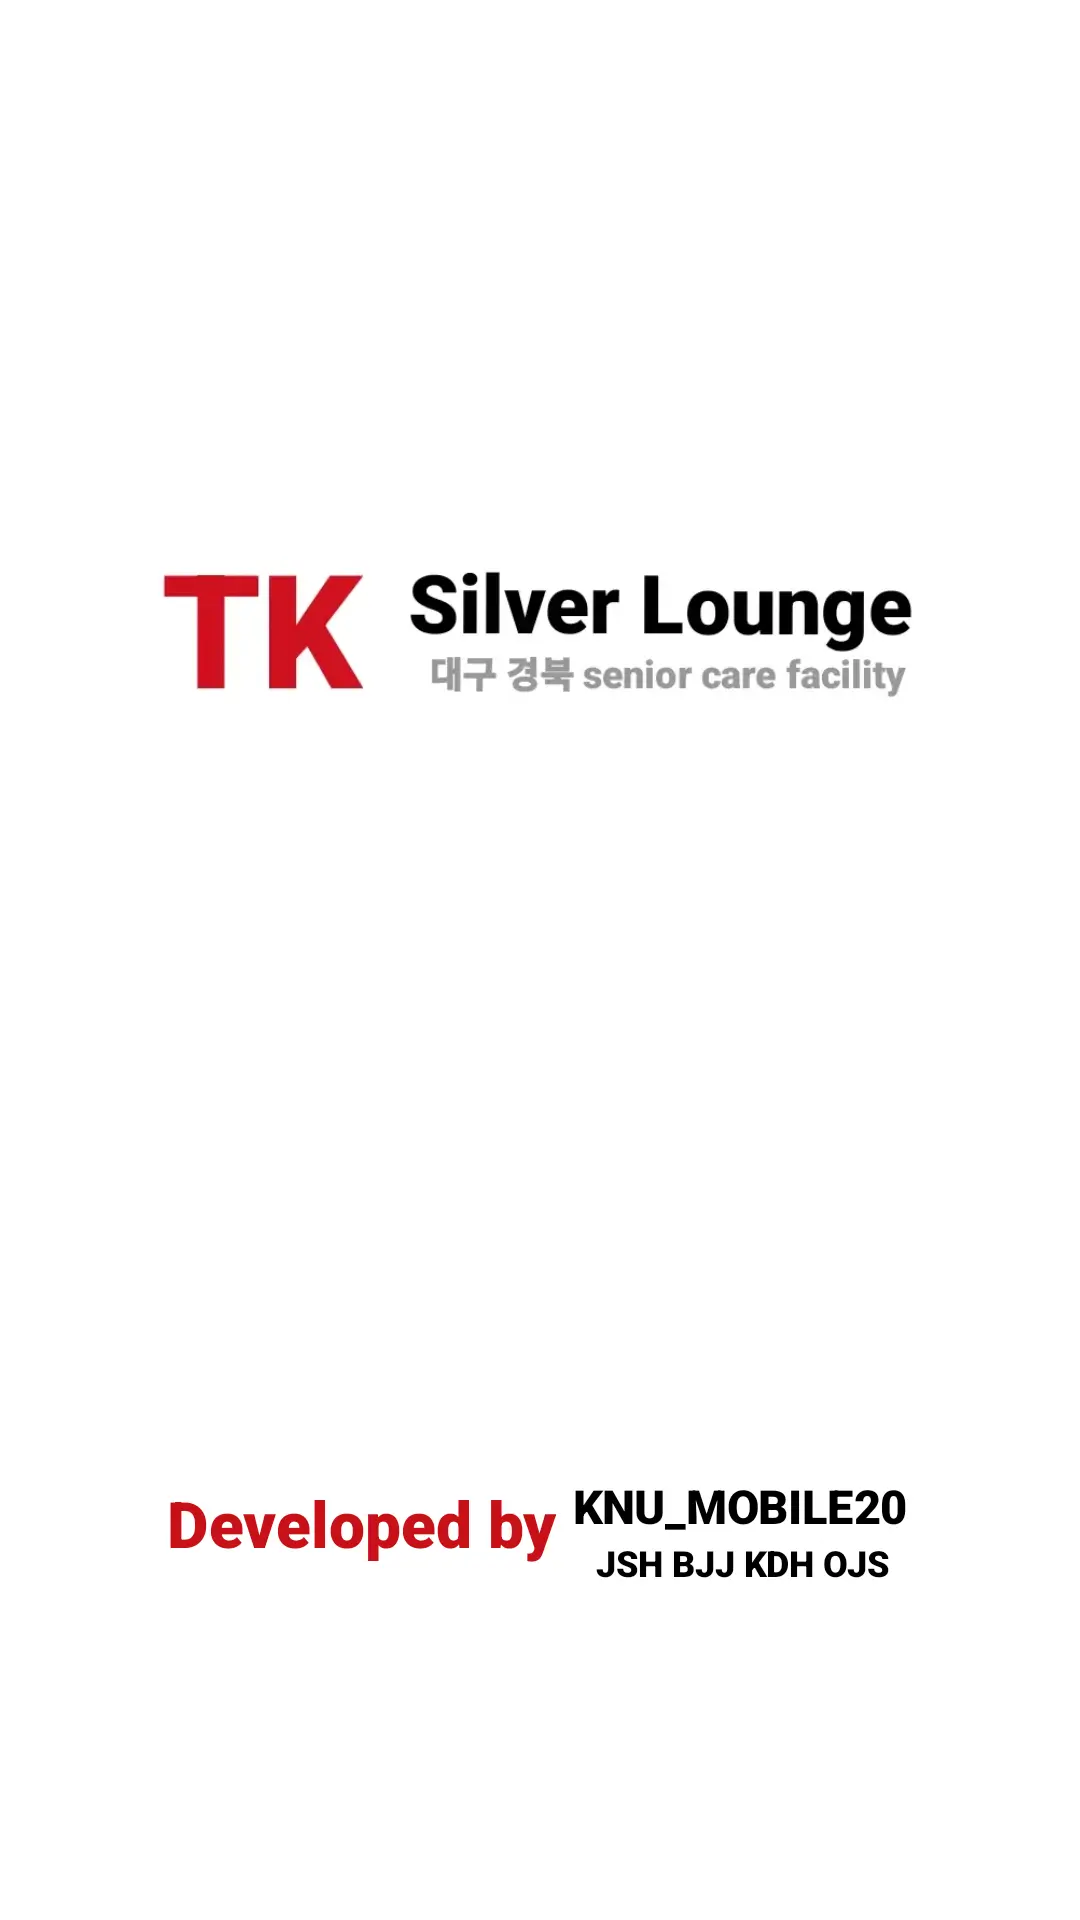 TK
Silver Lounge
대구 경북 senior care facility
Developed by
KNU_MOBILE20
JSH BJJ KDH OJS